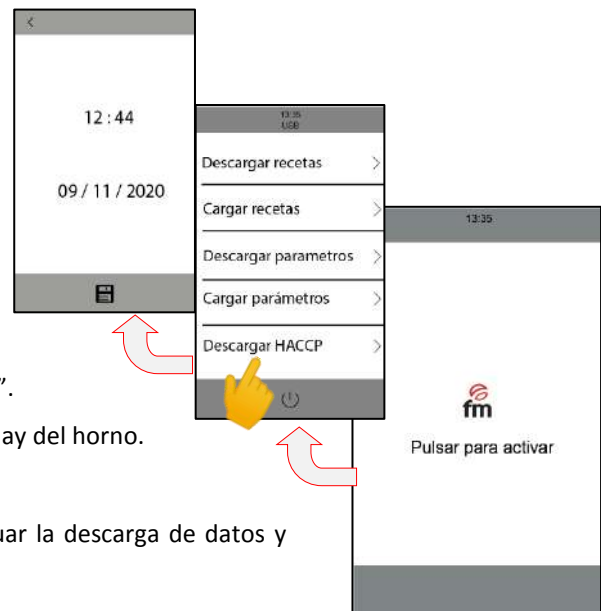 <
12 : 44
09 / 11 / 2020
13:35
USB
Descargar recetas >
Cargar recetas >
Descargar parametros >
Cargar parámetros >
Descargar HACCP >
13:35
fm
Pulsar para activar
”.
ay del horno.
uar la descarga de datos y